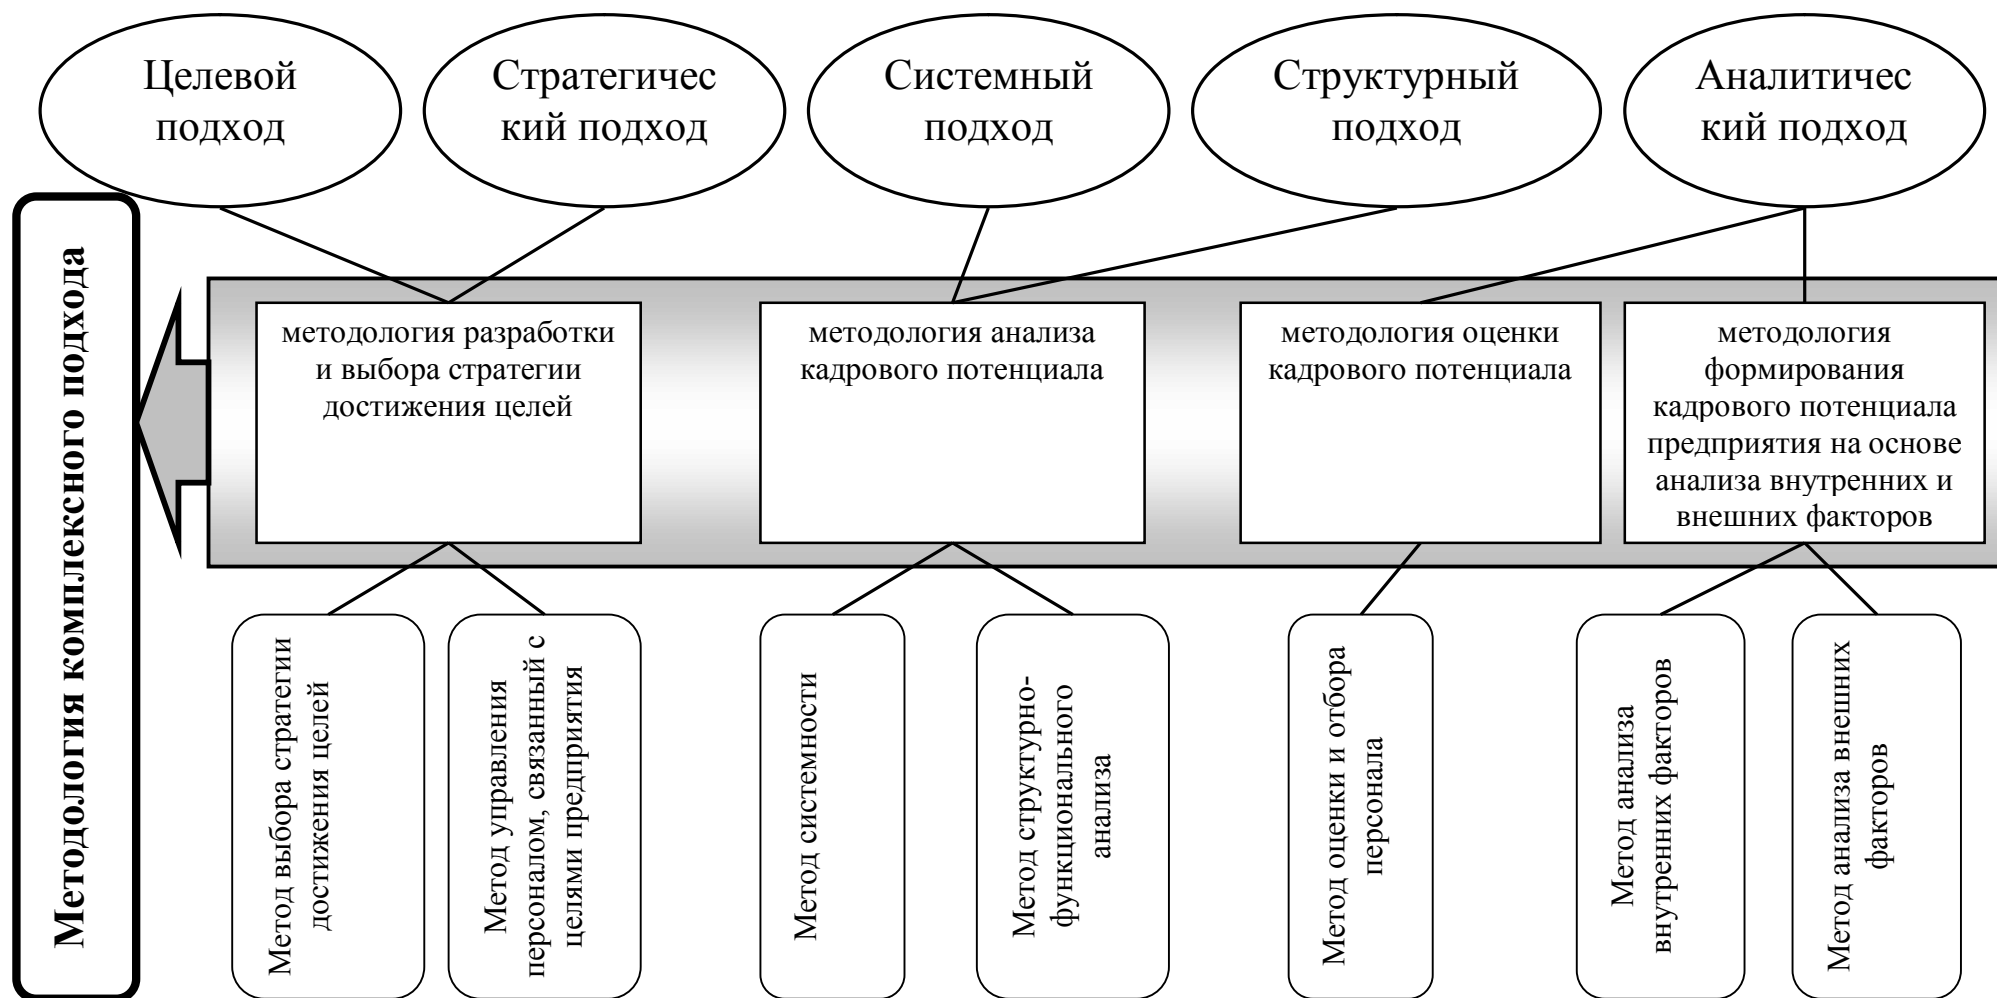 Целевой
подход
Стратегичес
кий подход
Системный
подход
Структурный
подход
Аналитичес
кий подход
Методология комплексного подхода
методология разработки
и выбора стратегии
достижения целей
методология анализа
кадрового потенциала
методология оценки
кадрового потенциала
методология
формирования
кадрового потенциала
предприятия на основе
анализа внутренних и
внешних факторов
Метод выбора стратегии
достижения целей
Метод управления
персоналом, связанный с
целями предприятия
Метод системности
Метод структурно-
функционального
анализа
Метод оценки и отбора
персонала
Метод анализа
внутренних факторов
Метод анализа внешних
факторов